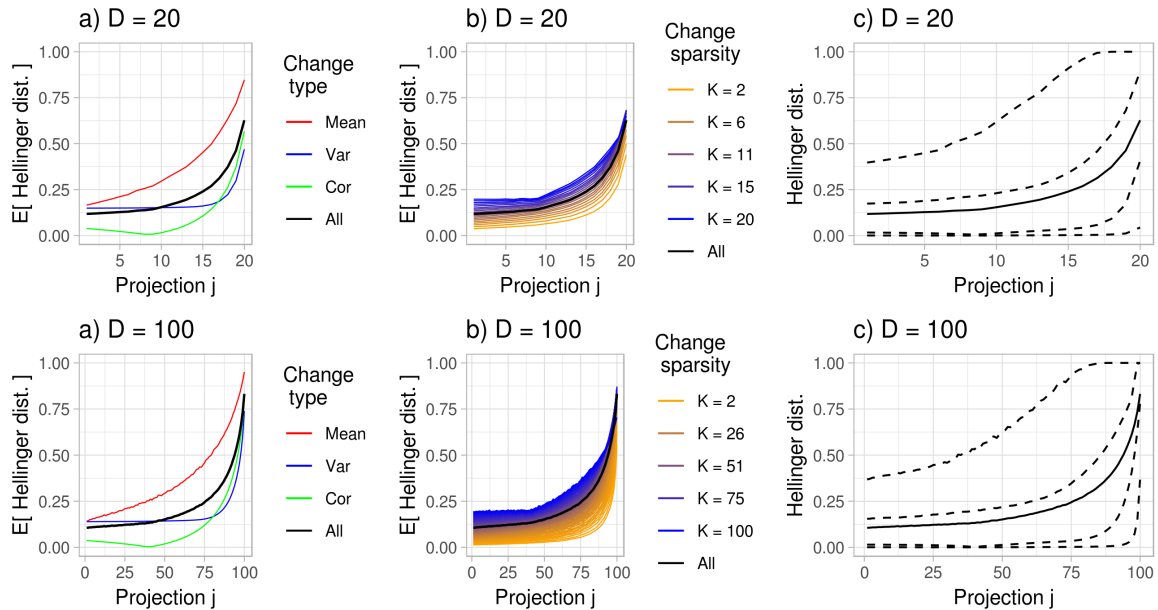 a) D = 20
E[ Hellinger dist. ]
1.00
0.75
0.50
0.25
0.00
5
10
15
20
Projection j
Change
type
Mean
Var
Cor
All
b) D = 20
E[ Hellinger dist. ]
1.00
0.75
0.50
0.25
0.00
5
10
15
20
Projection j
Change
sparsity
K = 2
K = 6
K = 11
K = 15
K = 20
All
c) D = 20
Hellinger dist.
1.00
0.75
0.50
0.25
0.00
5
10
15
20
Projection j
a) D = 100
E[ Hellinger dist. ]
1.00
0.75
0.50
0.25
0.00
0
25
50
75
100
Projection j
Change
type
Mean
Var
Cor
All
b) D = 100
E[ Hellinger dist. ]
1.00
0.75
0.50
0.25
0.00
0
25
50
75
100
Projection j
Change
sparsity
K = 2
K = 26
K = 51
K = 75
K = 100
All
c) D = 100
Hellinger dist.
1.00
0.75
0.50
0.25
0.00
0
25
50
75
100
Projection j